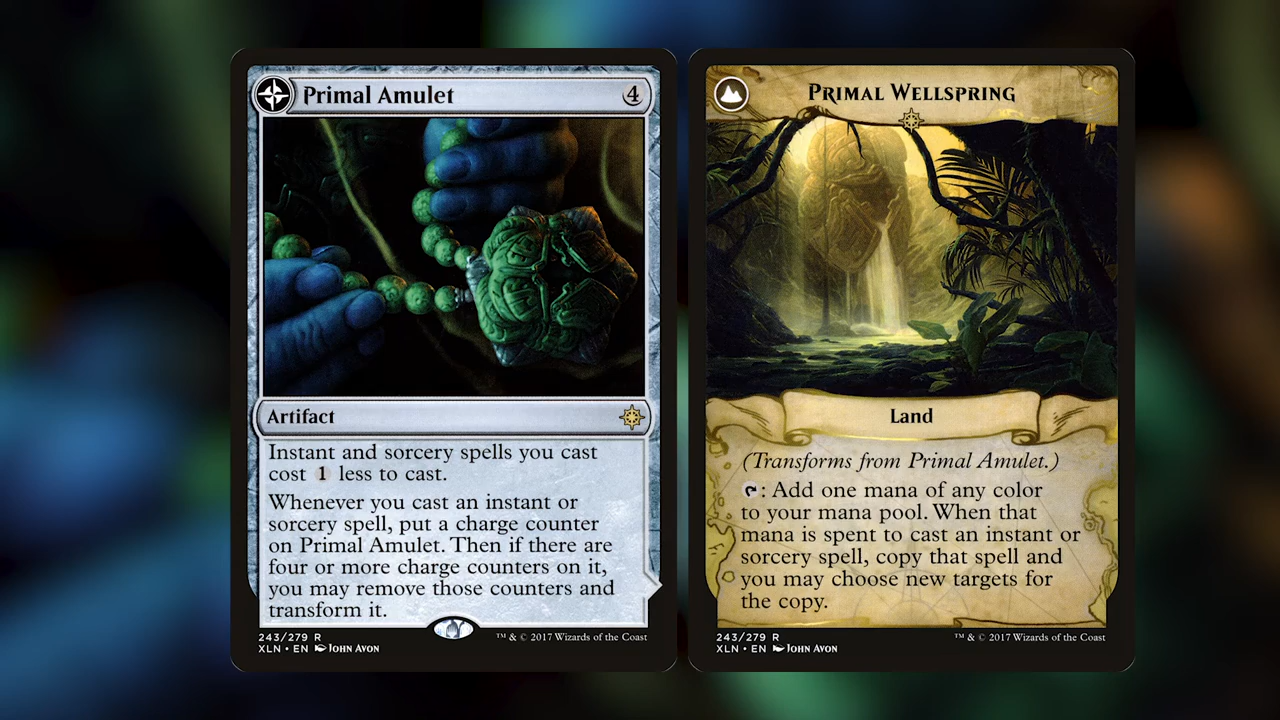 Primal Amulet 4
Artifact
Instant and sorcery spells you cast
cost 1 less to cast.
Whenever you cast an instant or
sorcery spell, put a charge counter
on Primal Amulet. Then if there are
four or more charge counters on it,
you may remove those counters and
transform it.
243/279 R
XLN • EN JOHN AVON
™ & © 2017 Wizards of the Coast
PRIMAL WELLSPRING
Land
(Transforms from Primal Amulet.)
: Add one mana of any color
to your mana pool. When that
mana is spent to cast an instant or
sorcery spell, copy that spell and
you may choose new targets for
the copy.
243/279 R
XLN • EN JOHN AVON
™ & © 2017 Wizards of the Coast